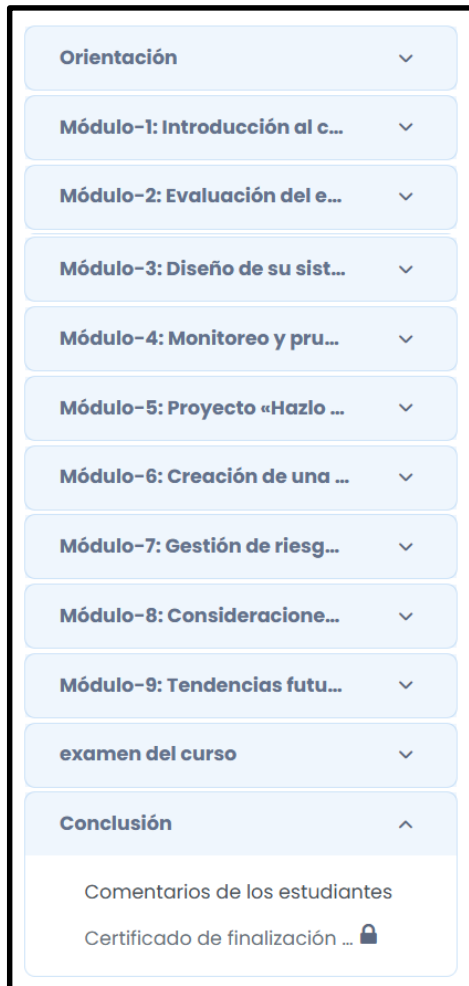 Orientación
Módulo-1: Introducción al c...
Módulo-2: Evaluación del e...
Módulo-3: Diseño de su sist...
Módulo-4: Monitoreo y pru...
Módulo-5: Proyecto «Hazlo ...
Módulo-6: Creación de una ...
Módulo-7: Gestión de riesg...
Módulo-8: Consideracione...
Módulo-9: Tendencias futu...
examen del curso
Conclusión
Comentarios de los estudiantes
Certificado de finalización ...